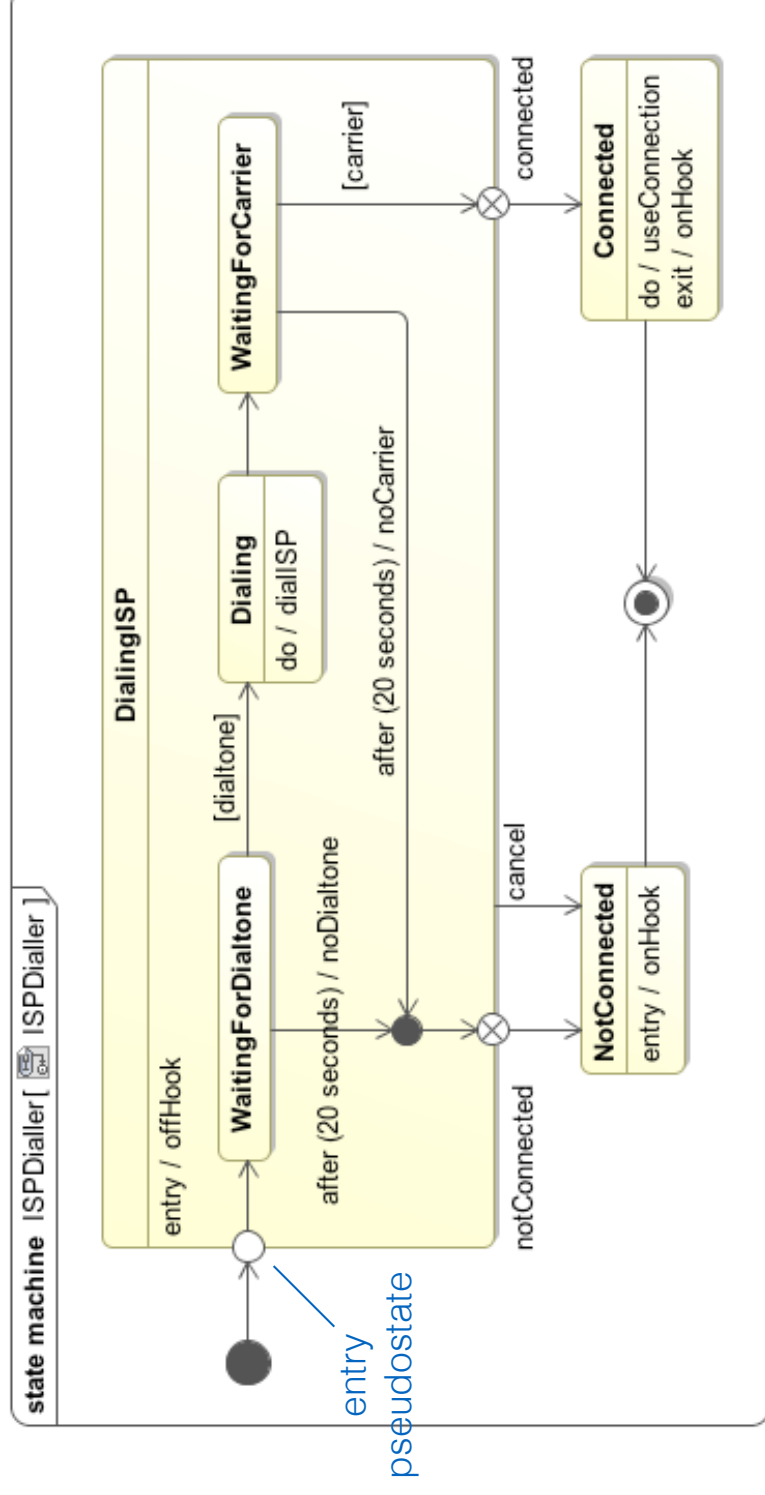 state machine ISPDialler[ ISPDialler ]
DialingISP
entry / offHook
WaitingForDialtone
[dialtone]
Dialing
do / dialISP
WaitingForCarrier
[carrier]
after (20 seconds) / noDialtone
after (20 seconds) / noCarrier
entry
pseudostate
notConnected
cancel
connected
NotConnected
entry / onHook
Connected
do / useConnection
exit / onHook